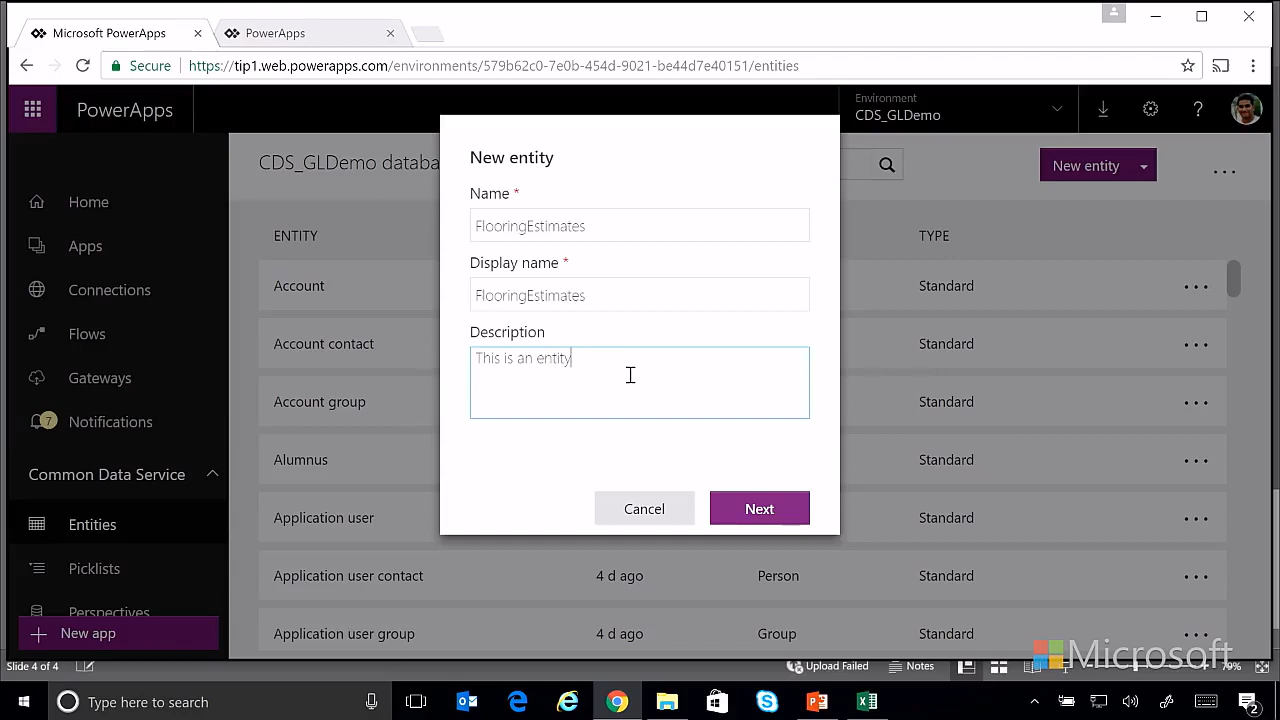 Microsoft PowerApps
PowerApps
Secure
https://tip1.web.powerapps.com/environments/579b62c0-7e0b-454d-9021-be44d7e40151/entities
PowerApps
Environment
CDS_GLDemo
?
CDS_GLDemo databa
New entity
ENTITY
TYPE
Home
Apps
Connections
Flows
Gateways
7
Notifications
Common Data Service
Entities
Picklists
Perspectives
New app
Account
Standard
Account contact
Standard
Account group
Standard
Alumnus
Standard
Application user
Standard
Application user contact
4 d ago
Person
Standard
Application user group
4 d ago
Group
Standard
New entity
Name *
FlooringEstimates
Display name *
FlooringEstimates
Description
This is an entity
Cancel
Next
Microsoft
Slide 4 of 4
Upload Failed
Notes
79%
Type here to search
2